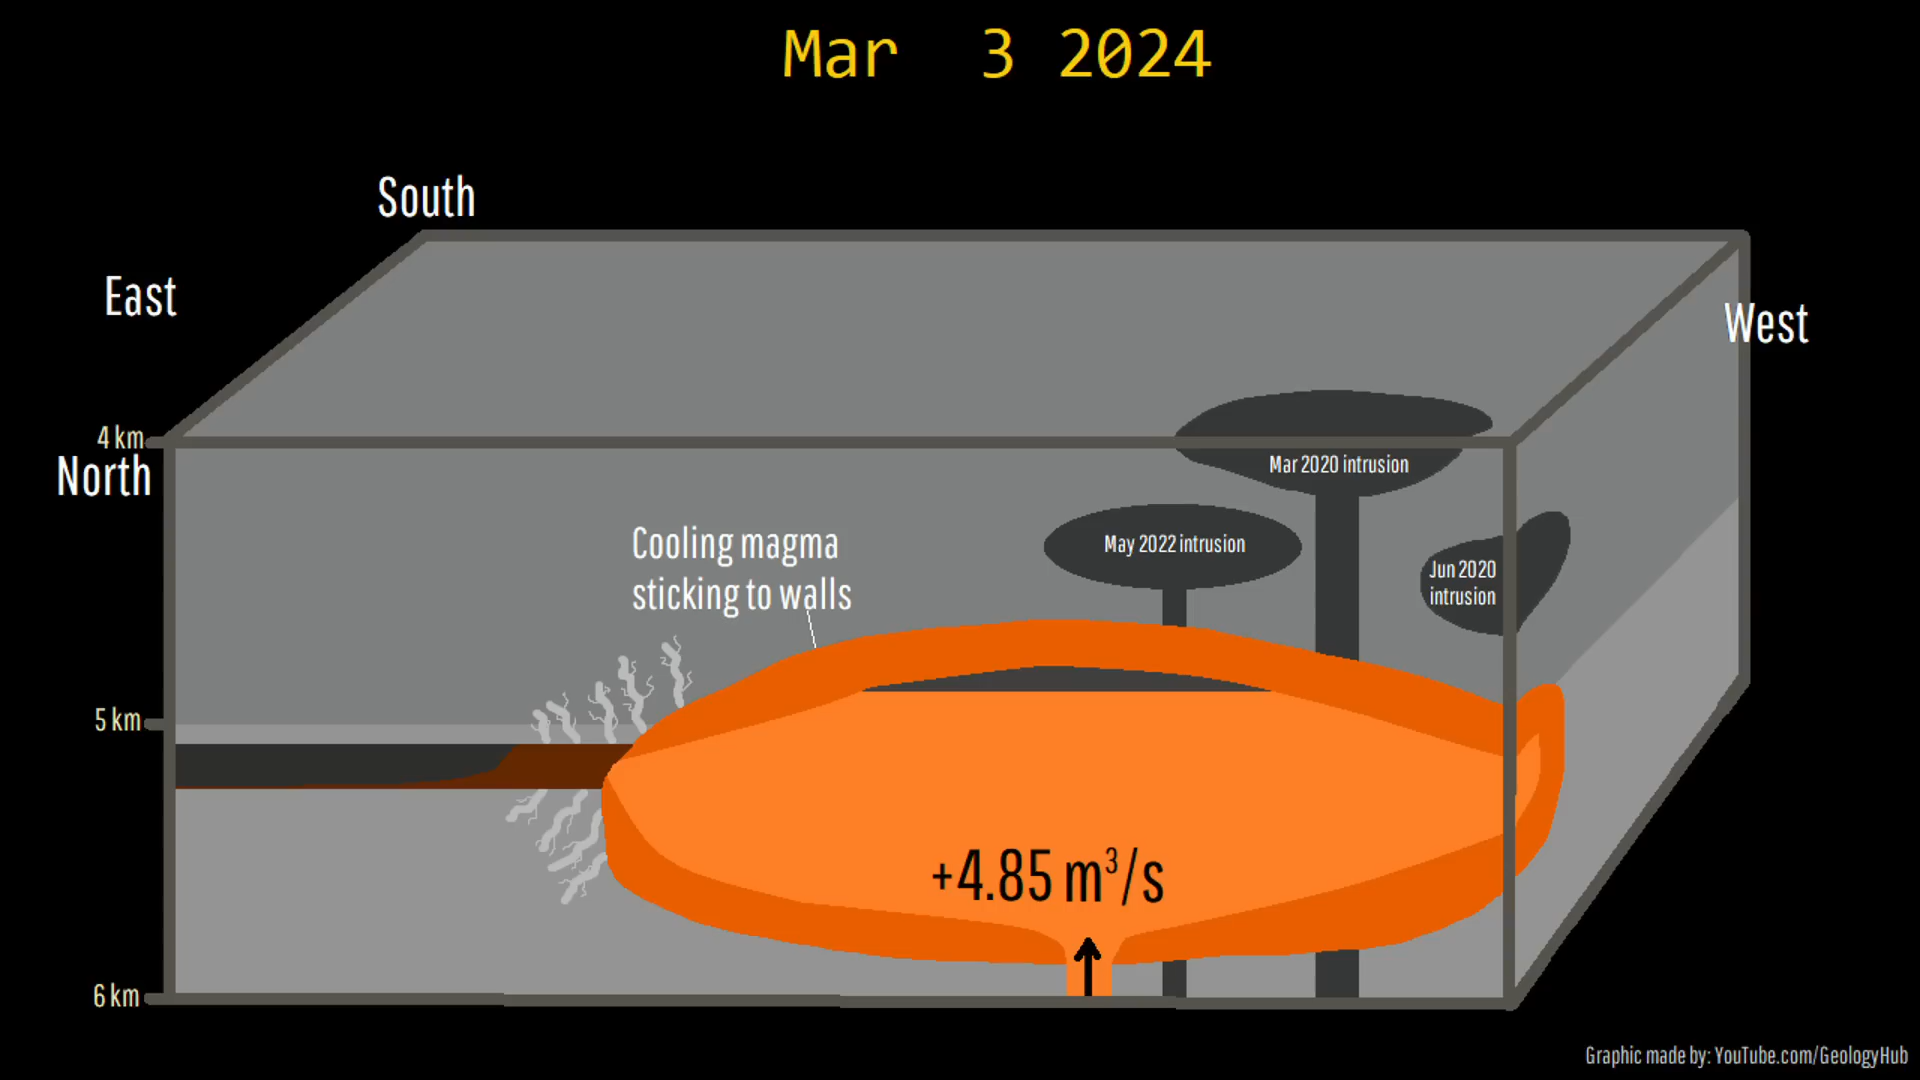 Mar 3 2024
South
East
West
4 km
North
Mar 2020 intrusion
Cooling magma
sticking to walls
May 2022 intrusion
Jun 2020
intrusion
5 km
+4.85 m³/s
6 km
Graphic made by: YouTube.com/GeologyHub